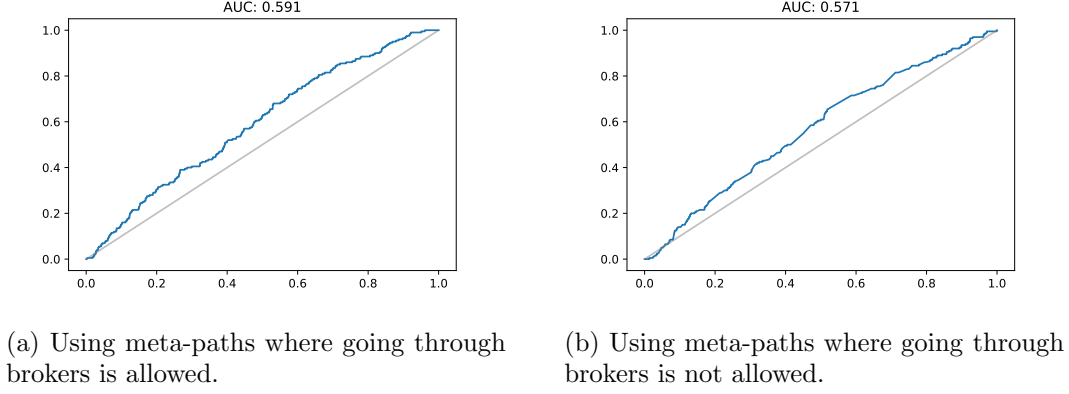 AUC: 0.591
1.0
0.8
0.6
0.4
0.2
0.0
0.0 0.2 0.4 0.6 0.8 1.0
(a) Using meta-paths where going through
brokers is allowed.
AUC: 0.571
1.0
0.8
0.6
0.4
0.2
0.0
0.0 0.2 0.4 0.6 0.8 1.0
(b) Using meta-paths where going through
brokers is not allowed.